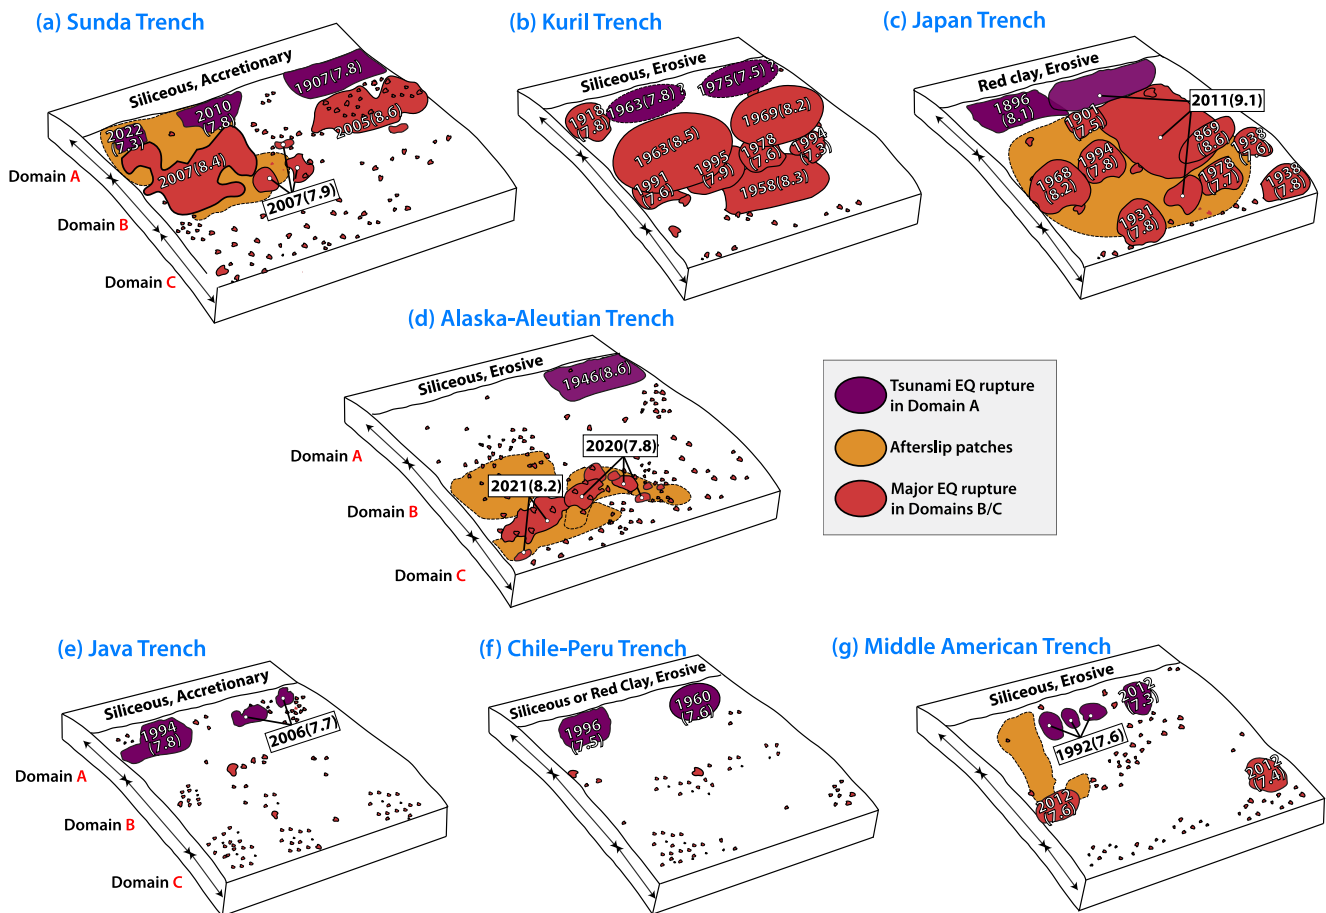 (a) Sunda Trench
Siliceous, Accretionary
1907(7.8)
2010
(7.8)
2022
(7.3)
2005(8.6)
2007(8.4)
2007(7.9)
Domain A
Domain B
Domain C
(b) Kuril Trench
Siliceous, Erosive
1975(7.5) ?
1963(7.8) ?
1918
(7.8)
1969(8.2)
1963(8.5)
1978
(7.6)
1994
(7.3)
1995
(7.9)
1991
(7.6)
1958(8.3)
(c) Japan Trench
Red clay, Erosive
1896
(8.1)
2011(9.1)
1901
(7.5)
869
(8.6)
1938
(7.6)
1994
(7.8)
1968
(8.2)
1978
(7.7)
1938
(7.8)
1931
(7.8)
(d) Alaska-Aleutian Trench
Siliceous, Erosive
1946(8.6)
2020(7.8)
2021(8.2)
Domain A
Domain B
Domain C
Tsunami EQ rupture
in Domain A
Afterslip patches
Major EQ rupture
in Domains B/C
(e) Java Trench
Siliceous, Accretionary
1994
(7.8)
2006(7.7)
Domain A
Domain B
Domain C
(f) Chile-Peru Trench
Siliceous or Red Clay, Erosive
1960
(7.6)
1996
(7.5)
(g) Middle American Trench
Siliceous, Erosive
2012
(7.3)
1992(7.6)
2012
(7.4)
2012
(7.6)